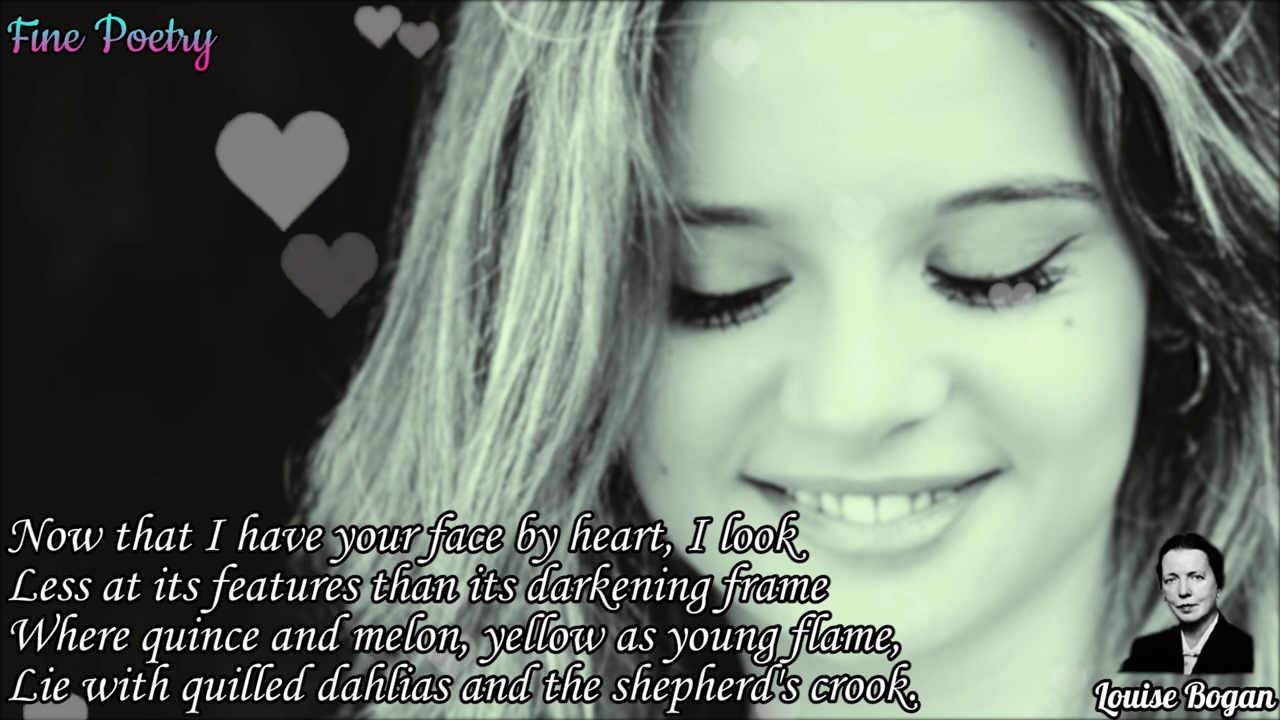 Fine Poetry
Now that I have your face by heart, I look
Less at its features than its darkening frame
Where quince and melon, yellow as young flame,
Lie with quilled dahlias and the shepherd's crook.
Louise Bogan